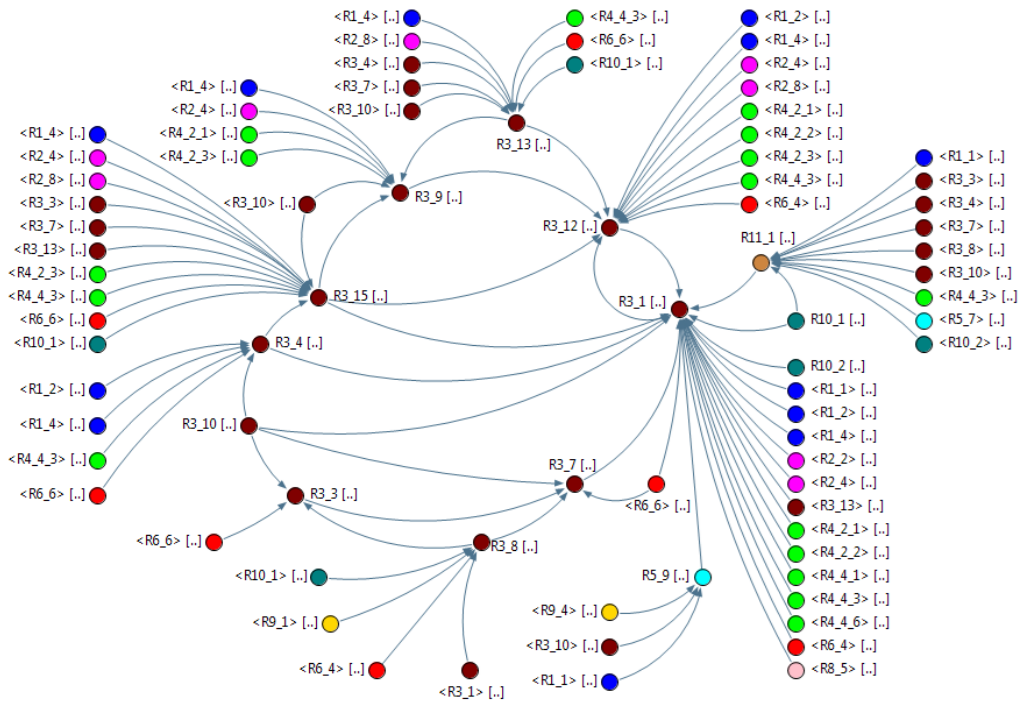 <R1_4> [..]
<R2_8> [..]
<R3_4> [..]
<R3_7> [..]
<R3_10> [..]
<R4_4_3> [..]
<R6_6> [..]
<R10_1> [..]
R3_13 [..]
<R1_2> [..]
<R1_4> [..]
<R2_4> [..]
<R2_8> [..]
<R4_2_1> [..]
<R4_2_2> [..]
<R4_2_3> [..]
<R4_4_3> [..]
<R6_4> [..]
<R1_4> [..]
<R2_4> [..]
<R4_2_1> [..]
<R4_2_3> [..]
<R1_4> [..]
<R2_4> [..]
<R2_8> [..]
<R3_3> [..]
<R3_7> [..]
<R3_13> [..]
<R4_2_3> [..]
<R4_4_3> [..]
<R6_6> [..]
<R10_1> [..]
<R3_10> [..]
R3_9 [..]
R3_12 [..]
R11_1 [..]
<R1_1> [..]
<R3_3> [..]
<R3_4> [..]
<R3_7> [..]
<R3_8> [..]
<R3_10> [..]
<R4_4_3> [..]
<R5_7> [..]
<R10_2> [..]
R3_15 [..]
R3_1 [..]
R10_1 [..]
R3_4 [..]
<R1_2> [..]
<R1_4> [..]
<R4_4_3> [..]
<R6_6> [..]
R3_10 [..]
R10_2 [..]
<R1_1> [..]
<R1_2> [..]
<R1_4> [..]
<R2_2> [..]
<R2_4> [..]
<R3_13> [..]
<R4_2_1> [..]
<R4_2_2> [..]
<R4_4_1> [..]
<R4_4_3> [..]
<R4_4_6> [..]
<R6_4> [..]
<R8_5> [..]
R3_7 [..]
R3_3 [..]
<R6_6> [..]
<R6_6> [..]
R3_8 [..]
<R10_1> [..]
<R9_1> [..]
<R6_4> [..]
<R3_1> [..]
R5_9 [..]
<R9_4> [..]
<R3_10> [..]
<R1_1> [..]